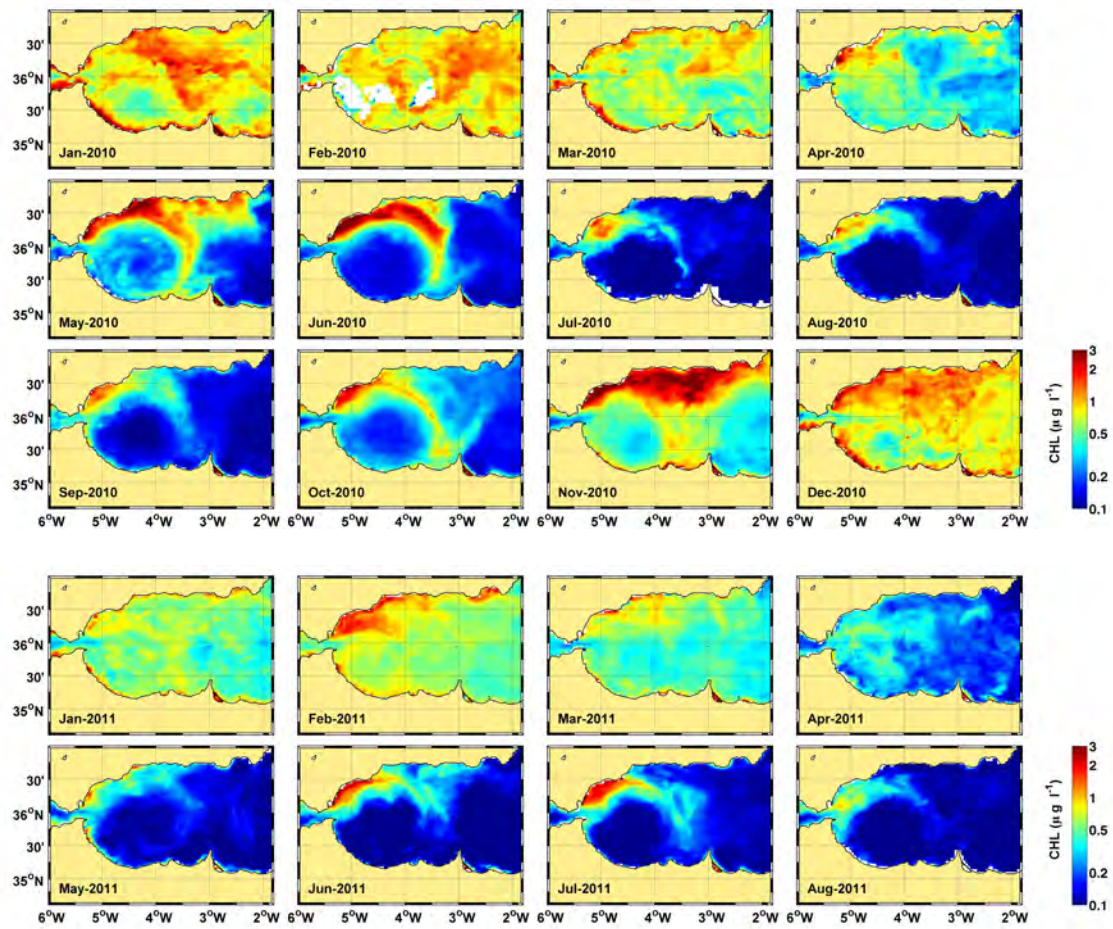 30'
36°N
30'
35°N
Jan-2010
Feb-2010
Mar-2010
Apr-2010
30'
36°N
30'
35°N
May-2010
Jun-2010
Jul-2010
Aug-2010
30'
36°N
30'
35°N
Sep-2010
Oct-2010
Nov-2010
Dec-2010
6°W 5°W 4°W 3°W 2°W
6°W 5°W 4°W 3°W 2°W
6°W 5°W 4°W 3°W 2°W
6°W 5°W 4°W 3°W 2°W
3
2
1
0.5
0.2
0.1
CHL (μ g l⁻¹)
30'
36°N
30'
35°N
Jan-2011
Feb-2011
Mar-2011
Apr-2011
30'
36°N
30'
35°N
May-2011
Jun-2011
Jul-2011
Aug-2011
6°W 5°W 4°W 3°W 2°W
6°W 5°W 4°W 3°W 2°W
6°W 5°W 4°W 3°W 2°W
6°W 5°W 4°W 3°W 2°W
3
2
1
0.5
0.2
0.1
CHL (μ g l⁻¹)